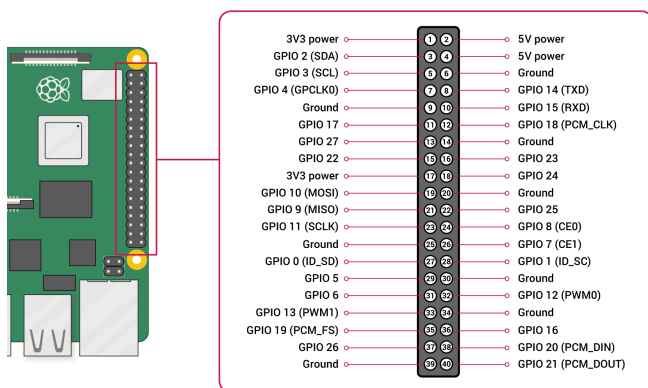 3V3 power 1 2 5V power
GPIO 2 (SDA) 3 4 5V power
GPIO 3 (SCL) 5 6 Ground
GPIO 4 (GPCLK0) 7 8 GPIO 14 (TXD)
Ground 9 10 GPIO 15 (RXD)
GPIO 17 11 12 GPIO 18 (PCM_CLK)
GPIO 27 13 14 Ground
GPIO 22 15 16 GPIO 23
3V3 power 17 18 GPIO 24
GPIO 10 (MOSI) 19 20 Ground
GPIO 9 (MISO) 21 22 GPIO 25
GPIO 11 (SCLK) 23 24 GPIO 8 (CE0)
Ground 25 26 GPIO 7 (CE1)
GPIO 0 (ID_SD) 27 28 GPIO 1 (ID_SC)
GPIO 5 29 30 Ground
GPIO 6 31 32 GPIO 12 (PWM0)
GPIO 13 (PWM1) 33 34 Ground
GPIO 19 (PCM_FS) 35 36 GPIO 16
GPIO 26 37 38 GPIO 20 (PCM_DIN)
Ground 39 40 GPIO 21 (PCM_DOUT)